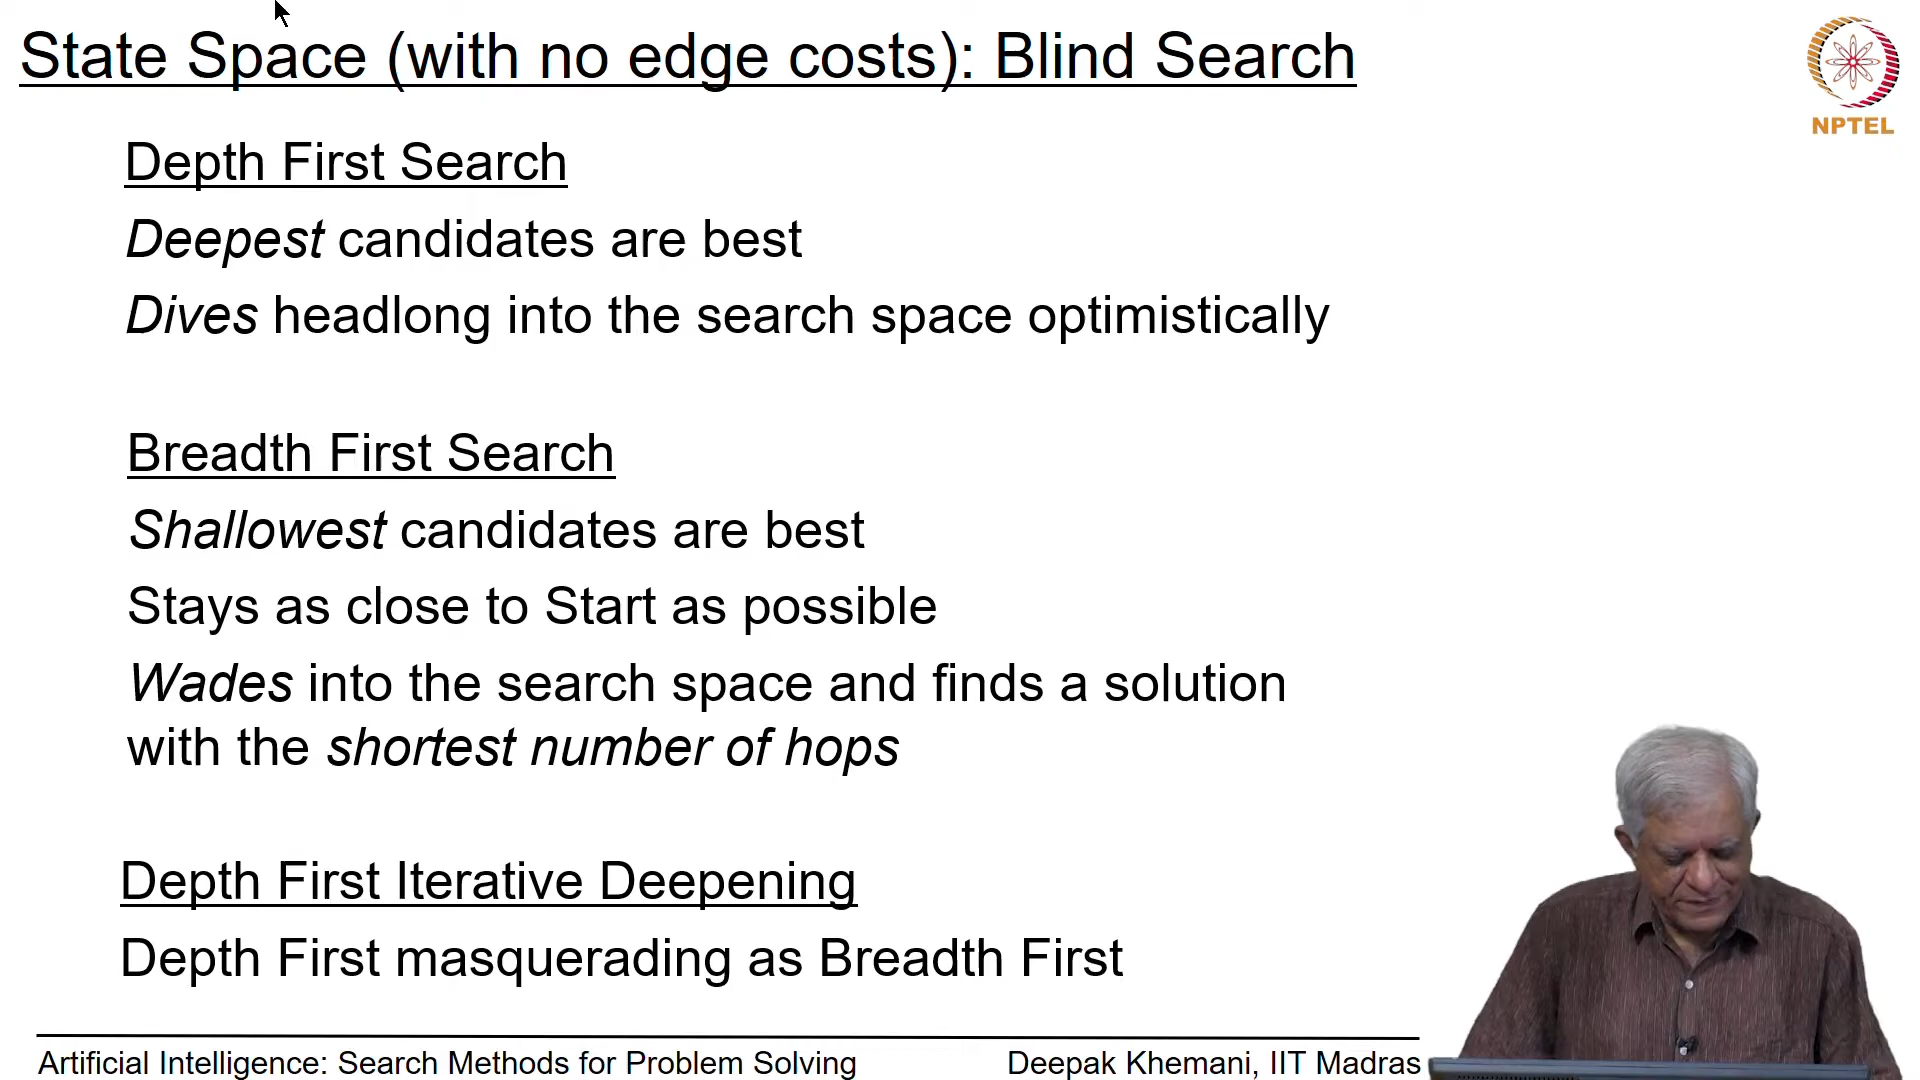 State Space (with no edge costs): Blind Search
NPTEL
Depth First Search
Deepest candidates are best
Dives headlong into the search space optimistically
Breadth First Search
Shallowest candidates are best
Stays as close to Start as possible
Wades into the search space and finds a solution
with the shortest number of hops
Depth First Iterative Deepening
Depth First masquerading as Breadth First
Artificial Intelligence: Search Methods for Problem Solving
Deepak Khemani, IIT Madras